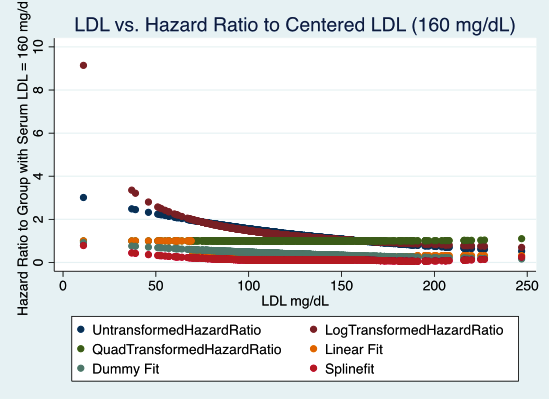 LDL vs. Hazard Ratio to Centered LDL (160 mg/dL)
Hazard Ratio to Group with Serum LDL = 160 mg/d
10
8
6
4
2
0
0 50 100 150 200 250
LDL mg/dL
UntransformedHazardRatio LogTransformedHazardRatio
QuadTransformedHazardRatio Linear Fit
Dummy Fit Splinefit